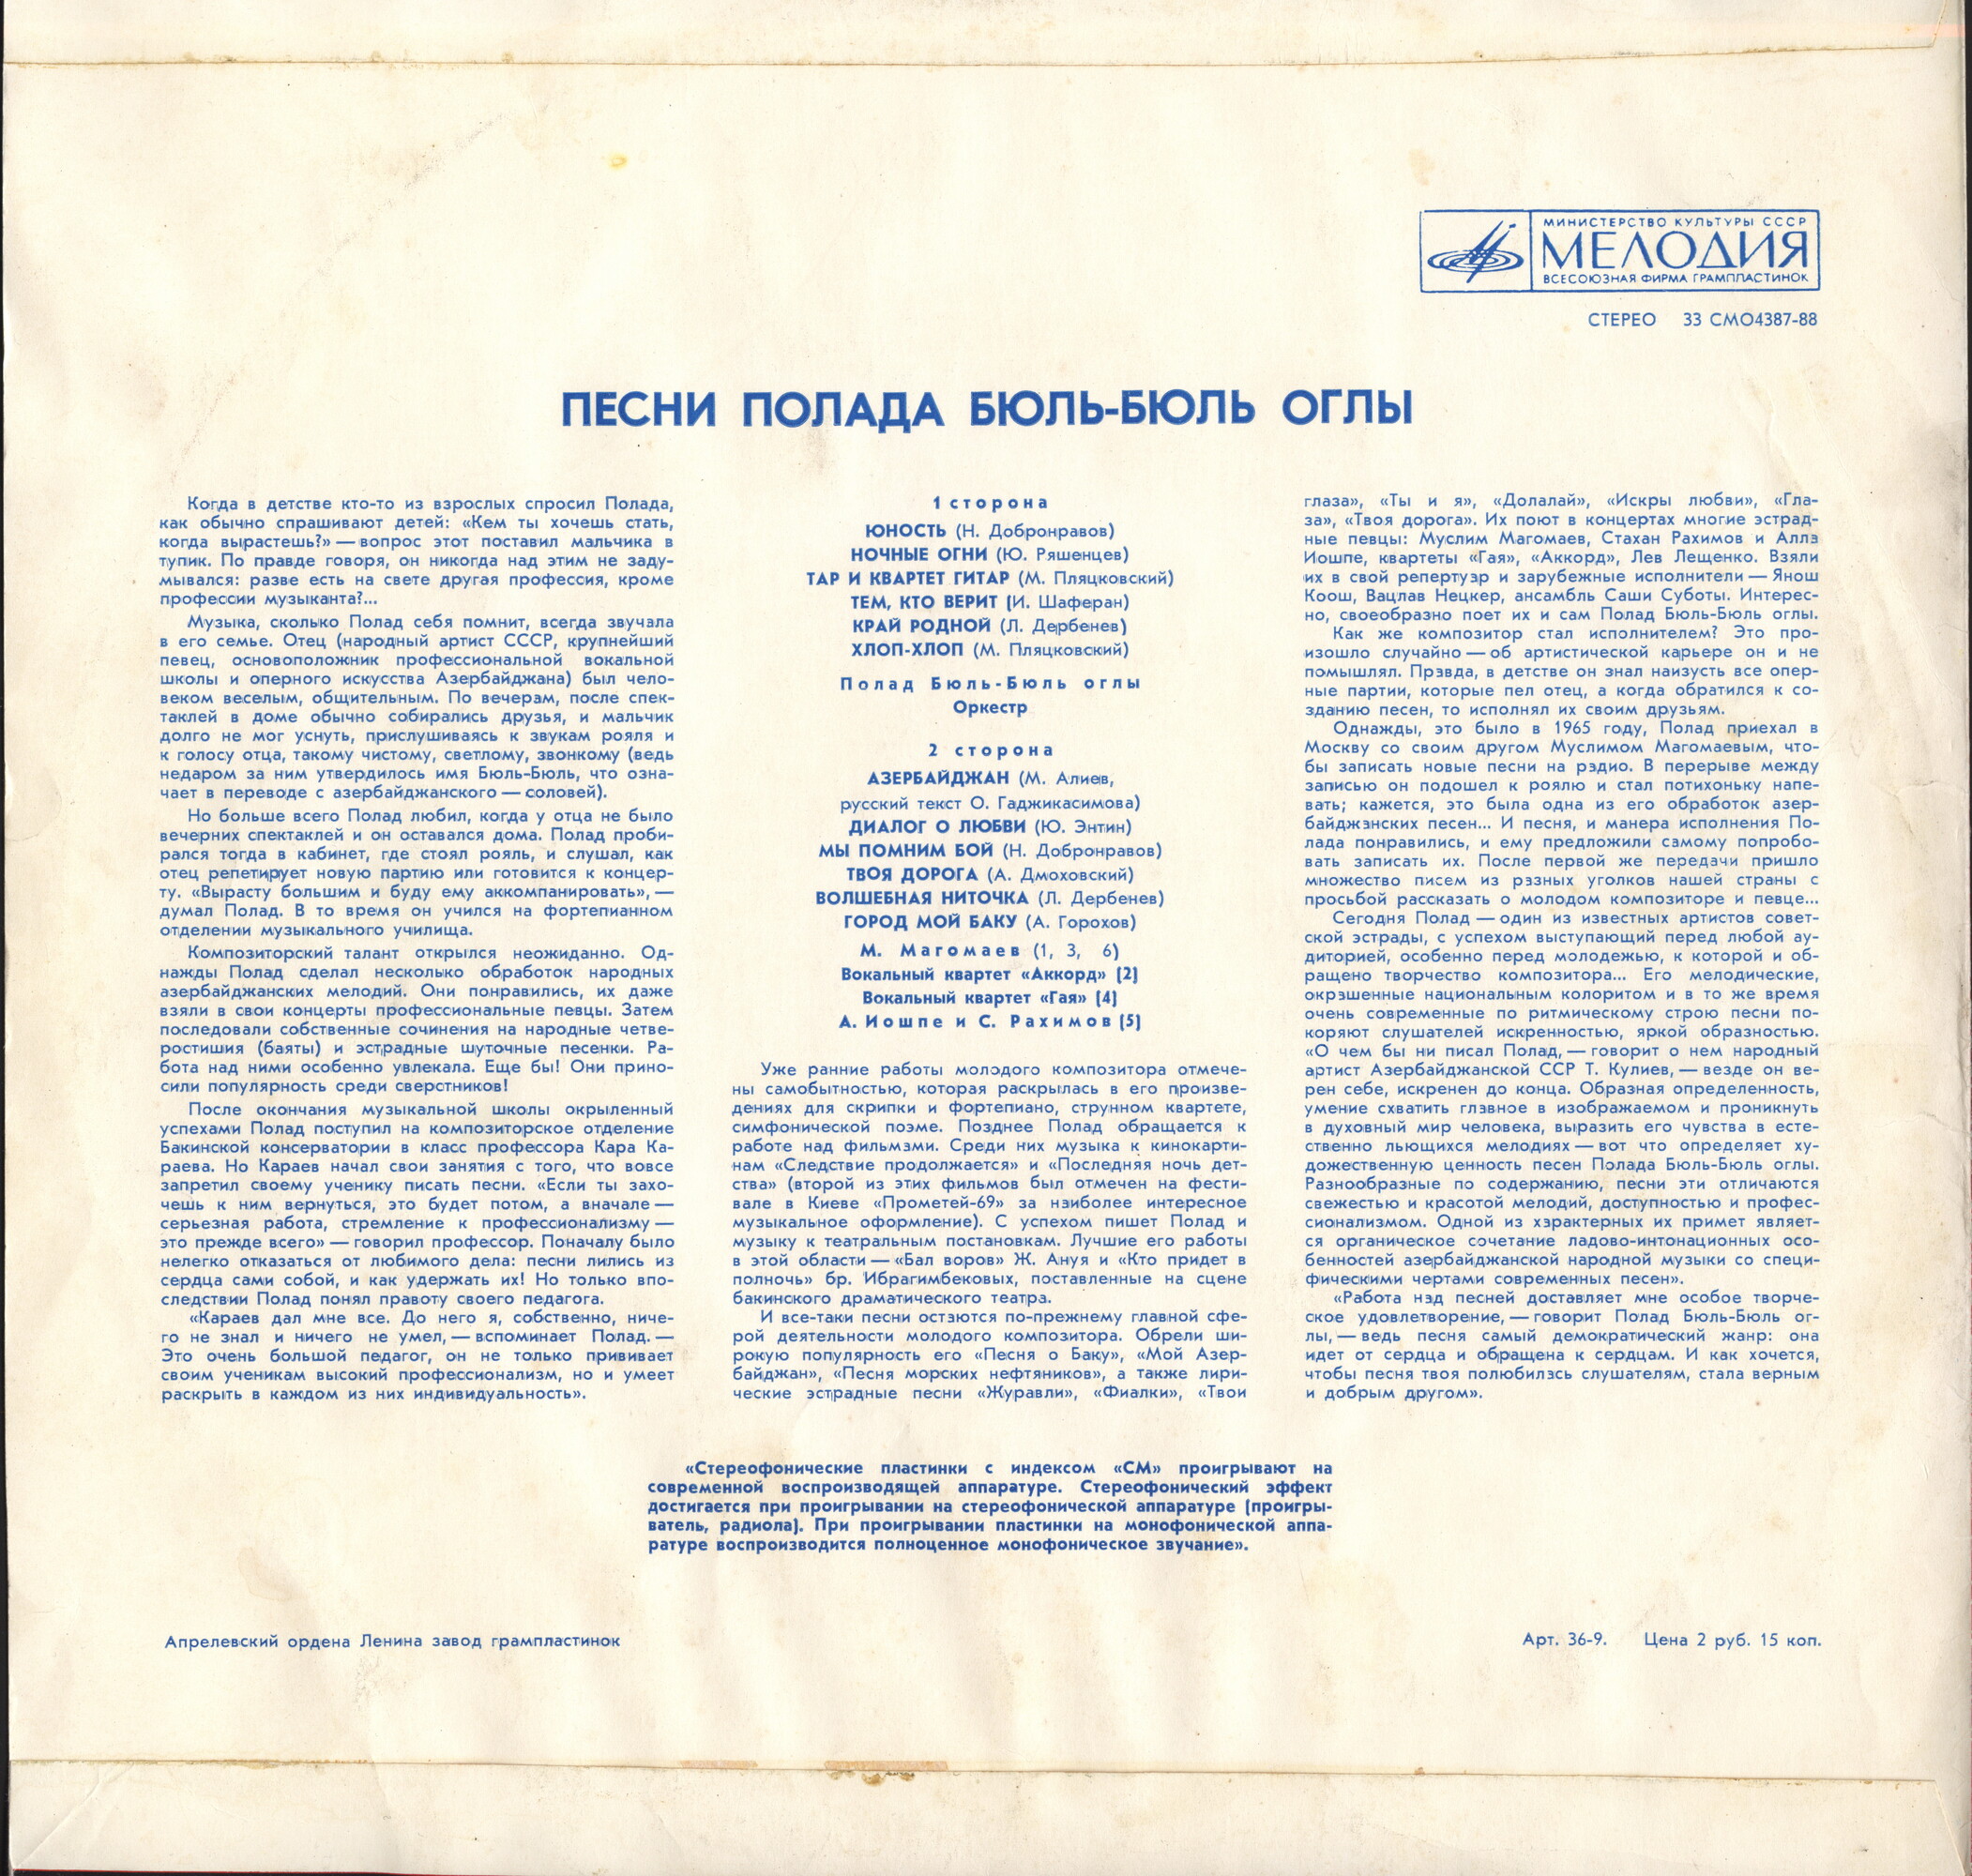 МИНИСТЕРСТВО КУЛЬТУРЫ СССР
МЕЛОДИЯ
ВСЕСОЮЗНАЯ ФИРМА ГРАМПЛАСТИНОК
СТЕРЕО 33 СМО4387-88
ПЕСНИ ПОЛАДА БЮЛЬ-БЮЛЬ ОГЛЫ
Когда в детстве кто-то из взрослых спросил Полада,
как обычно спрашивают детей: «Кем ты хочешь стать,
когда вырастешь?» — вопрос этот поставил мальчика в
тупик. По правде говоря, он никогда над этим не заду-
мывался: разве есть на свете другая профессия, кроме
профессии музыканта?...
Музыка, сколько Полад себя помнит, всегда звучала
в его семье. Отец (народный артист СССР, крупнейший
певец, основоположник профессиональной вокальной
школы и оперного искусства Азербайджана) был чело-
веком веселым, общительным. По вечерам, после спек-
таклей в доме обычно собирались друзья, и мальчик
долго не мог уснуть, прислушиваясь к звукам рояля и
к голосу отца, такому чистому, светлому, звонкому (ведь
недаром за ним утвердилось имя Бюль-Бюль, что озна-
чает в переводе с азербайджанского — соловей).
Но больше всего Полад любил, когда у отца не было
вечерних спектаклей и он оставался дома. Полад проби-
рался тогда в кабинет, где стоял рояль, и слушал, как
отец репетирует новую партию или готовится к концер-
ту. «Вырасту большим и буду ему аккомпанировать», —
думал Полад. В то время он учился на фортепианном
отделении музыкального училища.
Композиторский талант открылся неожиданно. Од-
нажды Полад сделал несколько обработок народных
азербайджанских мелодий. Они понравились, их даже
взяли в свои концерты профессиональные певцы. Затем
последовали собственные сочинения на народные четве-
ростишия (баяты) и эстрадные шуточные песенки. Ра-
бота над ними особенно увлекала. Еще бы! Они прино-
сили популярность среди сверстников!
После окончания музыкальной школы окрыленный
успехами Полад поступил на композиторское отделение
Бакинской консерватории в класс профессора Кара Ка-
раева. Но Караев начал свои занятия с того, что вовсе
запретил своему ученику писать песни. «Если ты захо-
чешь к ним вернуться, это будет потом, а вначале —
серьезная работа, стремление к профессионализму —
это прежде всего» — говорил профессор. Поначалу было
нелегко отказаться от любимого дела: песни лились из
сердца сами собой, и как удержать их! Но только впо-
следствии Полад понял правоту своего педагога.
«Караев дал мне все. До него я, собственно, ниче-
го не знал и ничего не умел, — вспоминает Полад. —
Это очень большой педагог, он не только прививает
своим ученикам высокий профессионализм, но и умеет
раскрыть в каждом из них индивидуальность».
1 сторона
ЮНОСТЬ (Н. Добронравов)
НОЧНЫЕ ОГНИ (Ю. Ряшенцев)
ТАР И КВАРТЕТ ГИТАР (М. Пляцковский)
ТЕМ, КТО ВЕРИТ (И. Шаферан)
КРАЙ РОДНОЙ (Л. Дербенев)
ХЛОП-ХЛОП (М. Пляцковский)
Полад Бюль-Бюль оглы
Оркестр
2 сторона
АЗЕРБАЙДЖАН (М. Алиев,
русский текст О. Гаджикасимова)
ДИАЛОГ О ЛЮБВИ (Ю. Энтин)
МЫ ПОМНИМ БОЙ (Н. Добронравов)
ТВОЯ ДОРОГА (А. Дмоховский)
ВОЛШЕБНАЯ НИТОЧКА (Л. Дербенев)
ГОРОД МОЙ БАКУ (А. Горохов)
М. Магомаев (1, 3, 6)
Вокальный квартет «Аккорд» (2)
Вокальный квартет «Гая» (4)
А. Иошпе и С. Рахимов (5)
Уже ранние работы молодого композитора отмече-
ны самобытностью, которая раскрылась в его произве-
дениях для скрипки и фортепиано, струнном квартете,
симфонической поэме. Позднее Полад обращается к
работе над фильмами. Среди них музыка к кинокарти-
нам «Следствие продолжается» и «Последняя ночь дет-
ства» (второй из этих фильмов был отмечен на фести-
вале в Киеве «Прометей-69» за наиболее интересное
музыкальное оформление). С успехом пишет Полад и
музыку к театральным постановкам. Лучшие его работы
в этой области — «Бал воров» Ж. Ануя и «Кто придет в
полночь» бр. Ибрагимбековых, поставленные на сцене
бакинского драматического театра.
И все-таки песни остаются по-прежнему главной сфе-
рой деятельности молодого композитора. Обрели ши-
рокую популярность его «Песня о Баку», «Мой Азер-
байджан», «Песня морских нефтяников», а также лири-
ческие эстрадные песни «Журавли», «Фиалки», «Твои
глаза», «Ты и я», «Долалай», «Искры любви», «Гла-
за», «Твоя дорога». Их поют в концертах многие эстрад-
ные певцы: Муслим Магомаев, Стахан Рахимов и Алла
Иошпе, квартеты «Гая», «Аккорд», Лев Лещенко. Взяли
их в свой репертуар и зарубежные исполнители — Янош
Коош, Вацлав Нецкер, ансамбль Саши Суботы. Интерес-
но, своеобразно поет их и сам Полад Бюль-Бюль оглы.
Как же композитор стал исполнителем? Это про-
изошло случайно — об артистической карьере он и не
помышлял. Правда, в детстве он знал наизусть все опер-
ные партии, которые пел отец, а когда обратился к со-
зданию песен, то исполнял их своим друзьям.
Однажды, это было в 1965 году, Полад приехал в
Москву со своим другом Муслимом Магомаевым, что-
бы записать новые песни на радио. В перерыве между
записью он подошел к роялю и стал потихоньку напе-
вать; кажется, это была одна из его обработок азер-
байджанских песен... И песня, и манера исполнения По-
лада понравились, и ему предложили самому попробо-
вать записать их. После первой же передачи пришло
множество писем из разных уголков нашей страны с
просьбой рассказать о молодом композиторе и певце...
Сегодня Полад — один из известных артистов совет-
ской эстрады, с успехом выступающий перед любой ау-
диторией, особенно перед молодежью, к которой и об-
ращено творчество композитора... Его мелодические,
окрашенные национальным колоритом и в то же время
очень современные по ритмическому строю песни по-
коряют слушателей искренностью, яркой образностью.
«О чем бы ни писал Полад, — говорит о нем народный
артист Азербайджанской ССР Т. Кулиев, — везде он ве-
рен себе, искренен до конца. Образная определенность,
умение схватить главное в изображаемом и проникнуть
в духовный мир человека, выразить его чувства в есте-
ственно льющихся мелодиях — вот что определяет ху-
дожественную ценность песен Полада Бюль-Бюль оглы.
Разнообразные по содержанию, песни эти отличаются
свежестью и красотой мелодий, доступностью и профес-
сионализмом. Одной из характерных их примет являет-
ся органическое сочетание ладово-интонационных осо-
бенностей азербайджанской народной музыки со специ-
фическими чертами современных песен».
«Работа над песней доставляет мне особое творче-
ское удовлетворение, — говорит Полад Бюль-Бюль ог-
лы, — ведь песня самый демократический жанр: она
идет от сердца и обращена к сердцам. И как хочется,
чтобы песня твоя полюбилась слушателям, стала верным
и добрым другом».
«Стереофонические пластинки с индексом «СМ» проигрывают на
современной воспроизводящей аппаратуре. Стереофонический эффект
достигается при проигрывании на стереофонической аппаратуре (проигры-
ватель, радиола). При проигрывании пластинки на монофонической аппа-
ратуре воспроизводится полноценное монофоническое звучание».
Апрелевский ордена Ленина завод грампластинок
Арт. 36-9. Цена 2 руб. 15 коп.